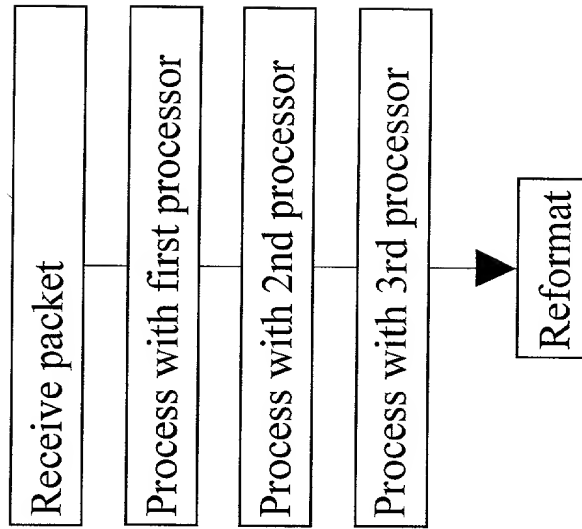 Receive packet
Process with first processor
Process with 2nd processor
Process with 3rd processor
Reformat